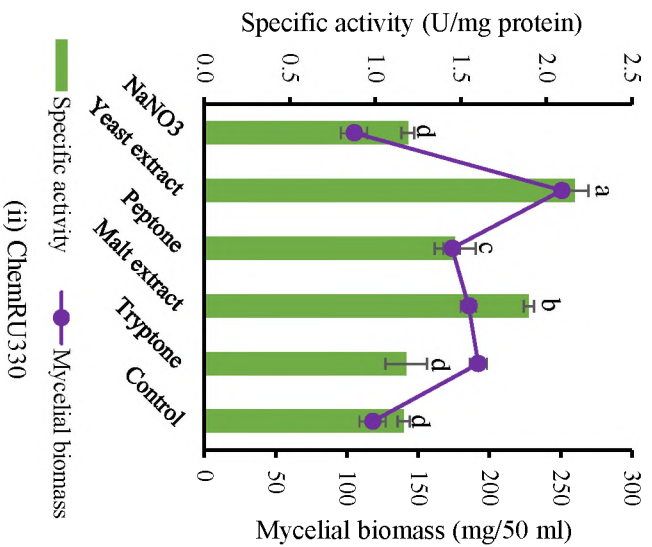 Specific activity (U/mg protein)
0.0 0.5 1.0 1.5 2.0 2.5
NaNO3
Yeast extract
Peptone
Malt extract
Tryptone
Control
d
a
c
b
d
d
0 50 100 150 200 250 300
Mycelial biomass (mg/50 ml)
Specific activity Mycelial biomass
(ii) ChemRU330